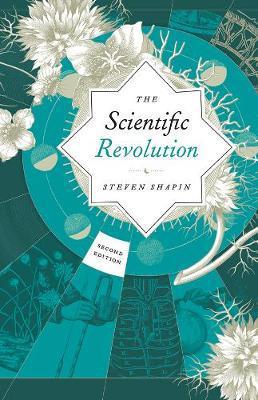 THE
Scientific
Revolution
STEVEN SHAPIN
SECOND
EDITION